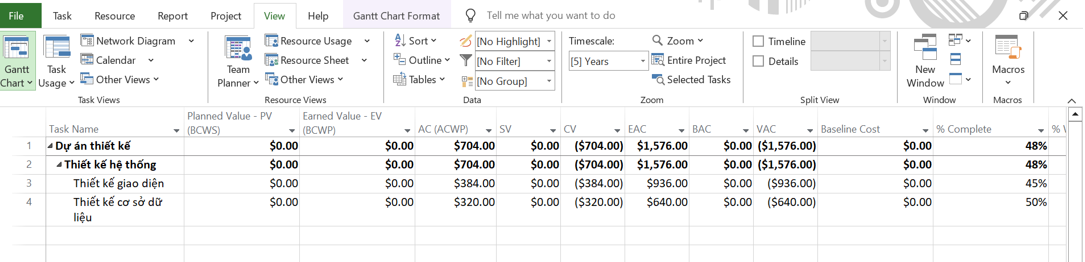 File Task Resource Report Project View Help Gantt Chart Format Tell me what you want to do
Network Diagram Resource Usage Sort [No Highlight] Timescale: Zoom Timeline
Gantt Chart Task Usage Calendar Team Planner Resource Sheet Outline [No Filter] [5] Years Entire Project Details New Window Macros
Other Views Other Views Tables [No Group] Selected Tasks
Task Views Resource Views Data Zoom Split View Window Macros
Task Name Planned Value - PV (BCWS) Earned Value - EV (BCWP) AC (ACWP) SV CV EAC BAC VAC Baseline Cost % Complete % W
1 Dự án thiết kế $0.00 $0.00 $704.00 $0.00 ($704.00) $1,576.00 $0.00 ($1,576.00) $0.00 48%
2 Thiết kế hệ thống $0.00 $0.00 $704.00 $0.00 ($704.00) $1,576.00 $0.00 ($1,576.00) $0.00 48%
3 Thiết kế giao diện $0.00 $0.00 $384.00 $0.00 ($384.00) $936.00 $0.00 ($936.00) $0.00 45%
4 Thiết kế cơ sở dữ liệu $0.00 $0.00 $320.00 $0.00 ($320.00) $640.00 $0.00 ($640.00) $0.00 50%